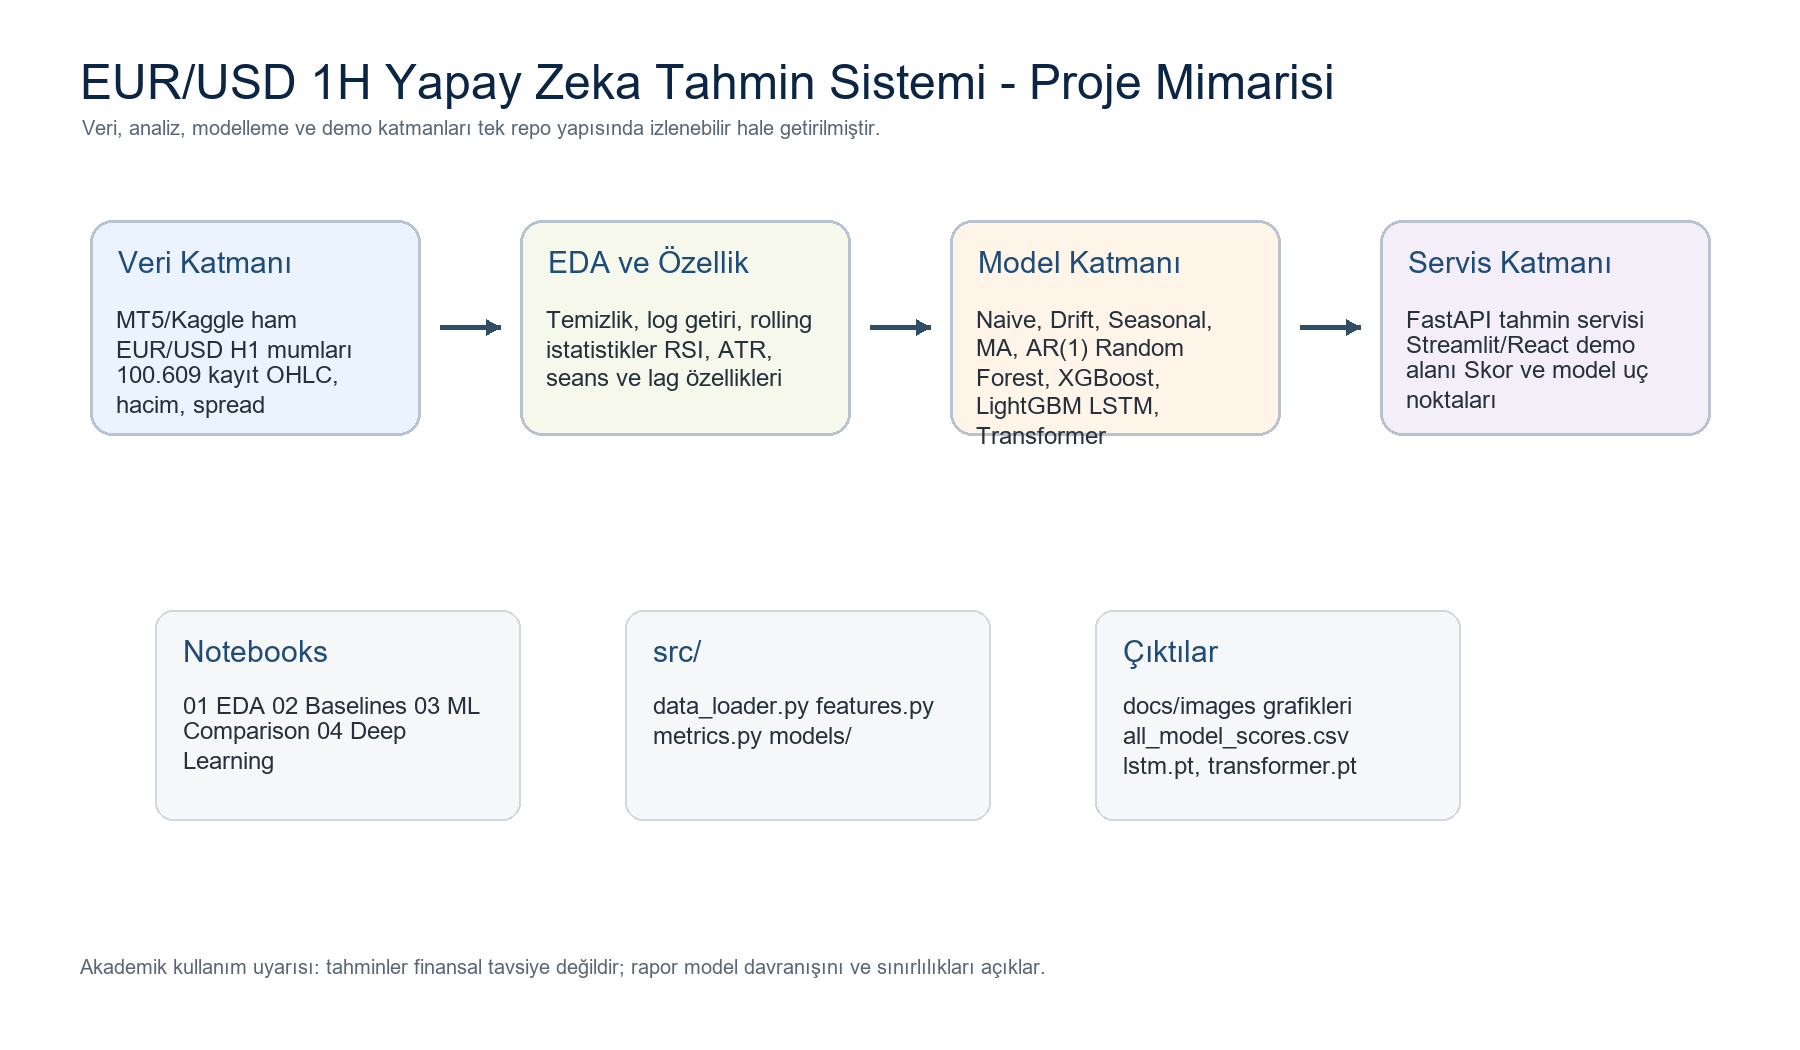 EUR/USD 1H Yapay Zeka Tahmin Sistemi - Proje Mimarisi
Veri, analiz, modelleme ve demo katmanları tek repo yapısında izlenebilir hale getirilmiştir.
Veri Katmanı
MT5/Kaggle ham
EUR/USD H1 mumları
100.609 kayıt OHLC,
hacim, spread
EDA ve Özellik
Temizlik, log getiri, rolling
istatistikler RSI, ATR,
seans ve lag özellikleri
Model Katmanı
Naive, Drift, Seasonal,
MA, AR(1) Random
Forest, XGBoost,
LightGBM LSTM,
Transformer
Servis Katmanı
FastAPI tahmin servisi
Streamlit/React demo
alanı Skor ve model uç
noktaları
Notebooks
01 EDA 02 Baselines 03 ML
Comparison 04 Deep
Learning
src/
data_loader.py features.py
metrics.py models/
Çıktılar
docs/images grafikleri
all_model_scores.csv
lstm.pt, transformer.pt
Akademik kullanım uyarısı: tahminler finansal tavsiye değildir; rapor model davranışını ve sınırlılıkları açıklar.